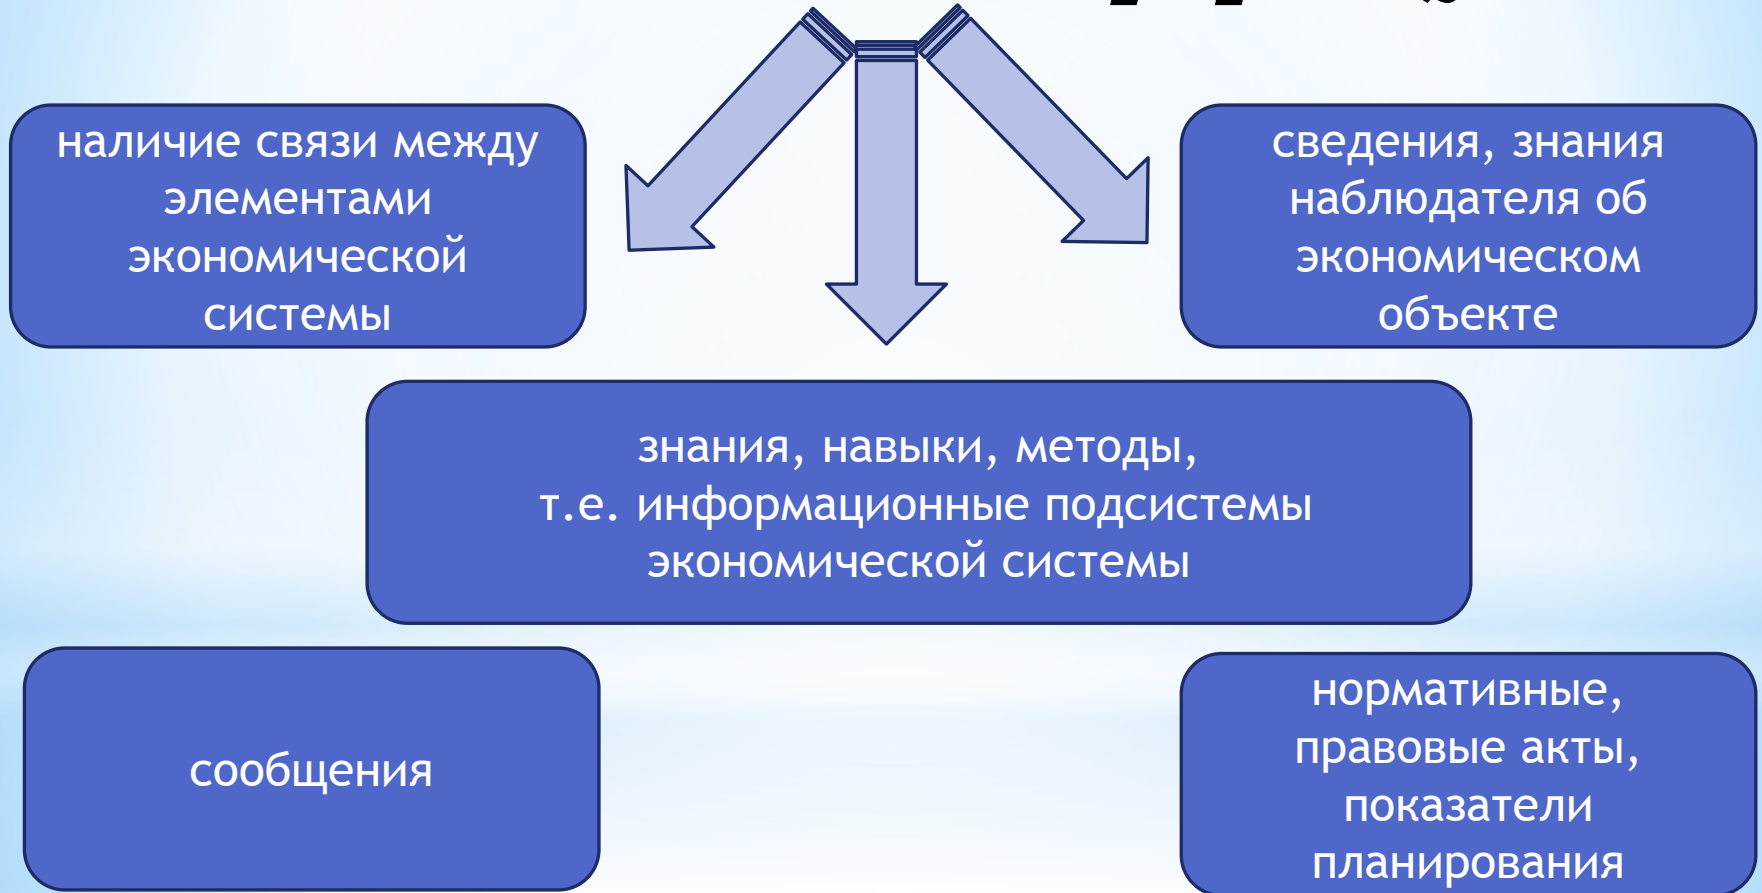 наличие связи между
элементами
экономической
системы
сведения, знания
наблюдателя об
экономическом
объекте
знания, навыки, методы,
т.е. информационные подсистемы
экономической системы
сообщения
нормативные,
правовые акты,
показатели
планирования